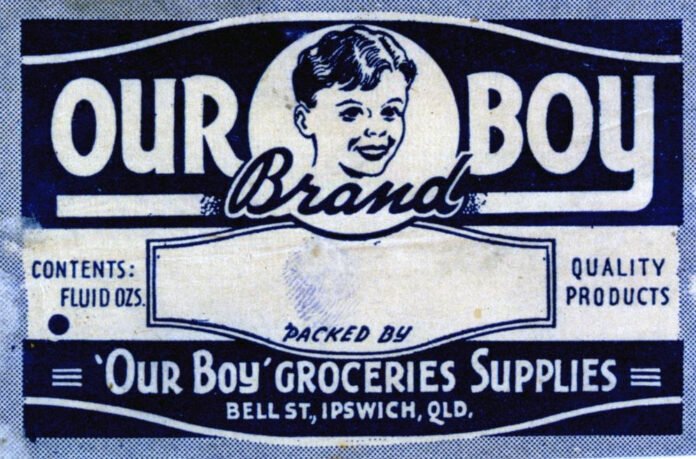 OUR BOY
Brand
CONTENTS:
FLUID OZS.
QUALITY
PRODUCTS
PACKED BY
'OUR BOY' GROCERIES SUPPLIES
BELL ST., IPSWICH, QLD.